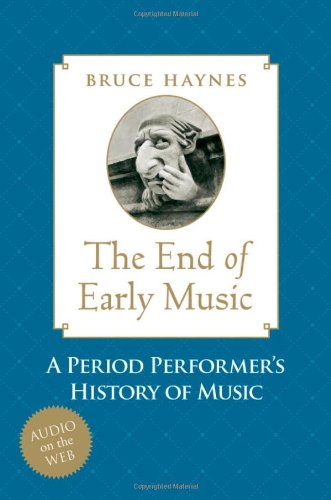 BRUCE HAYNES
The End of
Early Music
A PERIOD PERFORMER'S
HISTORY OF MUSIC
AUDIO
on the
WEB